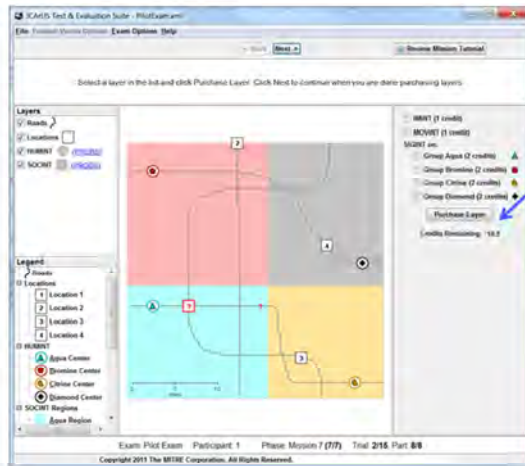 ICArUS Test & Evaluation Suite - PilotExam.xml
File
Exam Options Help
Next >
Review Mission Tutorial
Select a layer in the list and click Purchase Layer. Click Next to continue when you are done purchasing layers.
Layers
Roads
Locations
HUMINT (PROBS)
SOCINT (PROBS)
2
4
1
?
3
IMINT (1 credit)
MOVINT (1 credit)
SIGINT on:
Group Aqua (2 credits)
Group Bromine (2 credits)
Group Citrine (2 credits)
Group Diamond (2 credits)
Purchase Layer
Credits Remaining:
Legend
Roads
Locations
1 Location 1
2 Location 2
3 Location 3
4 Location 4
HUMINT
A Aqua Center
Bromine Center
Citrine Center
Diamond Center
SOCINT Regions
Aqua Region
Exam: Pilot Exam Participant: 1 Phase: Mission 7 (7/7) Trial: 2/15 Part: 8/8
Copyright 2011 The MITRE Corporation. All Rights Reserved.